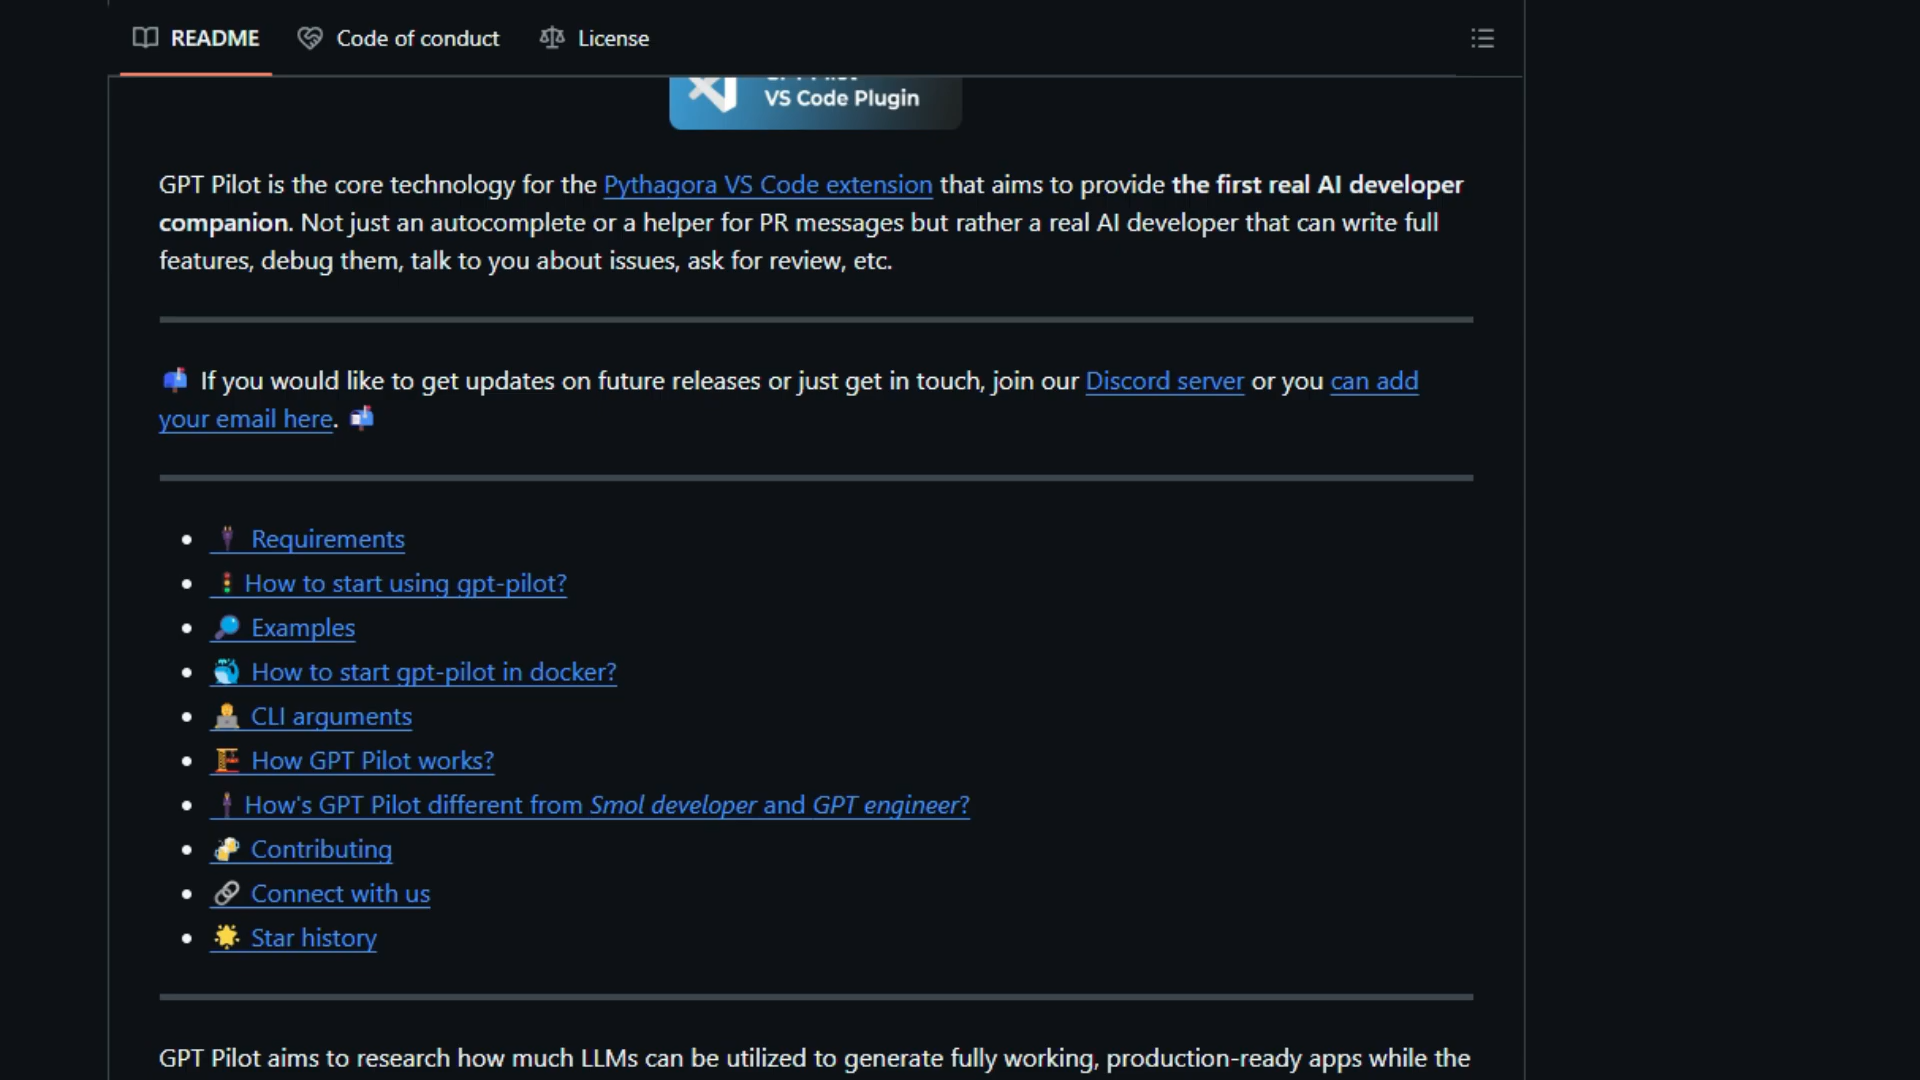 README
Code of conduct
License
VS Code Plugin
GPT Pilot is the core technology for the Pythagora VS Code extension that aims to provide the first real AI developer
companion. Not just an autocomplete or a helper for PR messages but rather a real AI developer that can write full
features, debug them, talk to you about issues, ask for review, etc.
If you would like to get updates on future releases or just get in touch, join our Discord server or you can add
your email here.
Requirements
How to start using gpt-pilot?
Examples
How to start gpt-pilot in docker?
CLI arguments
How GPT Pilot works?
How's GPT Pilot different from Smol developer and GPT engineer?
Contributing
Connect with us
Star history
GPT Pilot aims to research how much LLMs can be utilized to generate fully working, production-ready apps while the